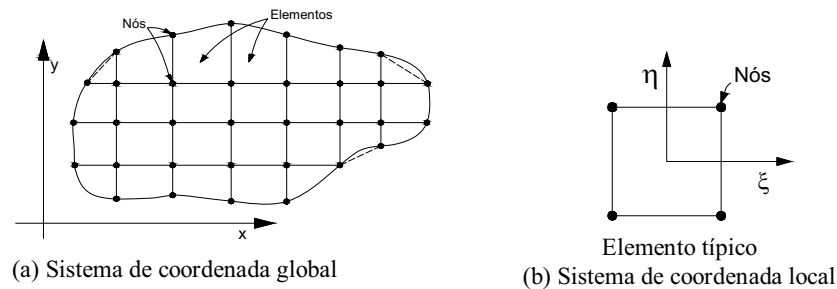 Nós
Elementos
y
x
(a) Sistema de coordenada global
η
Nós
ξ
Elemento típico
(b) Sistema de coordenada local